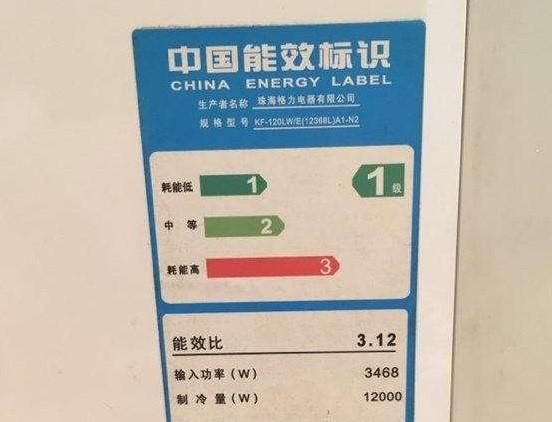 中国能效标识
CHINA ENERGY LABEL
生产者名称 珠海格力电器有限公司
规格型号 KF-120LW/E(12368L)A1-N2
耗能低 1 1级
中等 2
耗能高 3
能效比 3.12
输入功率(W) 3468
制冷量(W) 12000